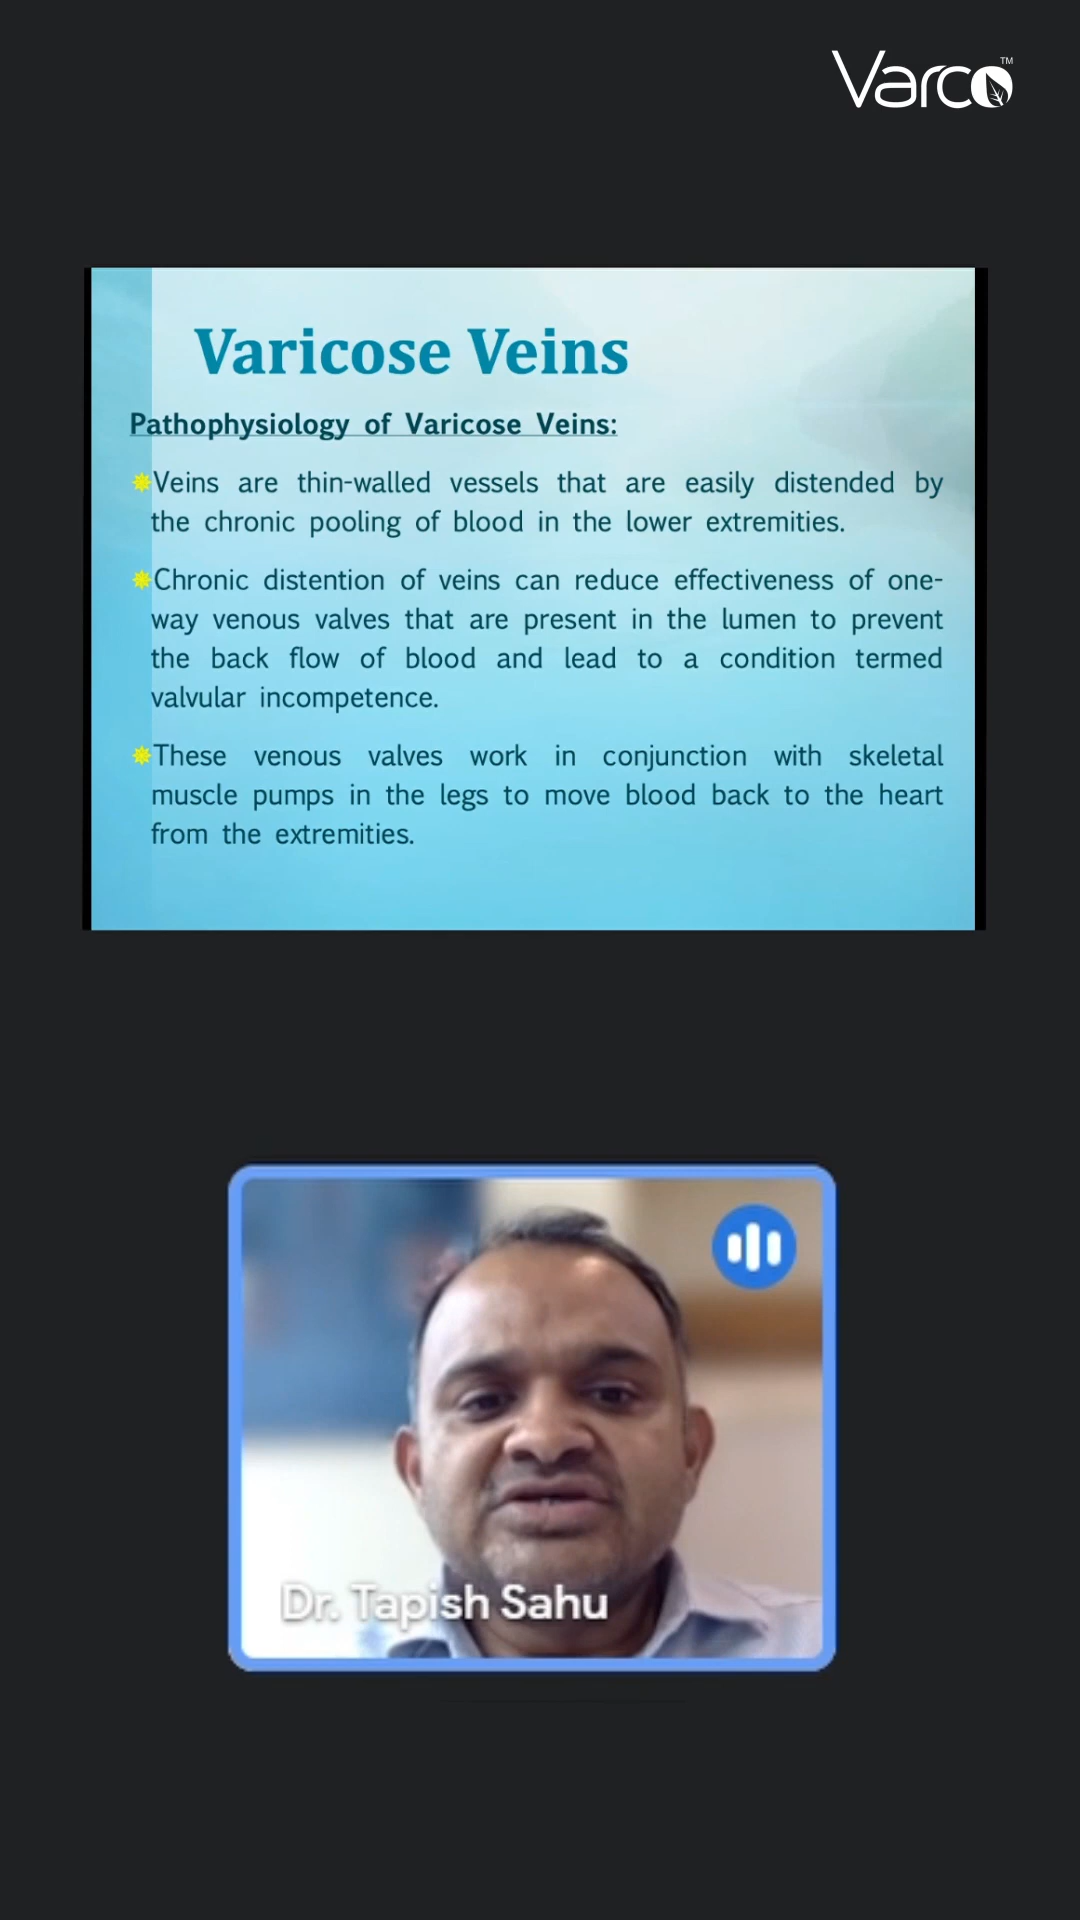 Varco TM
Varicose Veins
Pathophysiology of Varicose Veins:
Veins are thin-walled vessels that are easily distended by
the chronic pooling of blood in the lower extremities.
Chronic distention of veins can reduce effectiveness of one-
way venous valves that are present in the lumen to prevent
the back flow of blood and lead to a condition termed
valvular incompetence.
These venous valves work in conjunction with skeletal
muscle pumps in the legs to move blood back to the heart
from the extremities.
Dr. Tapish Sahu